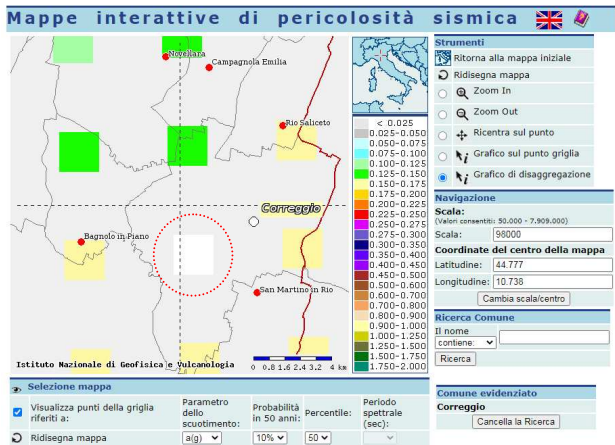 Mappe interattive di pericolosità sismica
Novellara
Campagnola Emilia
Rio Saliceto
Correggio
Bagnolo in Piano
San Martino in Rio
Istituto Nazionale di Geofisica e Vulcanologia
0 0.8 1.6 2.4 3.2 4 km
< 0.025
0.025-0.050
0.050-0.075
0.075-0.100
0.100-0.125
0.125-0.150
0.150-0.175
0.175-0.200
0.200-0.225
0.225-0.250
0.250-0.275
0.275-0.300
0.300-0.350
0.350-0.400
0.400-0.450
0.450-0.500
0.500-0.600
0.600-0.700
0.700-0.800
0.800-0.900
0.900-1.000
1.000-1.250
1.250-1.500
1.500-1.750
1.750-2.000
Strumenti
Ritorna alla mappa iniziale
Ridisegna mappa
Zoom In
Zoom Out
Ricentra sul punto
Grafico sul punto griglia
Grafico di disaggregazione
Navigazione
Scala:
(Valori consentiti: 50.000 - 7.909.000)
Scala: 98000
Coordinate del centro della mappa
Latitudine: 44.777
Longitudine: 10.738
Cambia scala/centro
Ricerca Comune
Il nome
contiene:
Ricerca
Comune evidenziato
Correggio
Cancella la Ricerca
Selezione mappa
Visualizza punti della griglia riferiti a:
Parametro dello scuotimento:
Probabilità in 50 anni:
Percentile:
Periodo spettrale (sec):
Ridisegna mappa
a(g)
10%
50